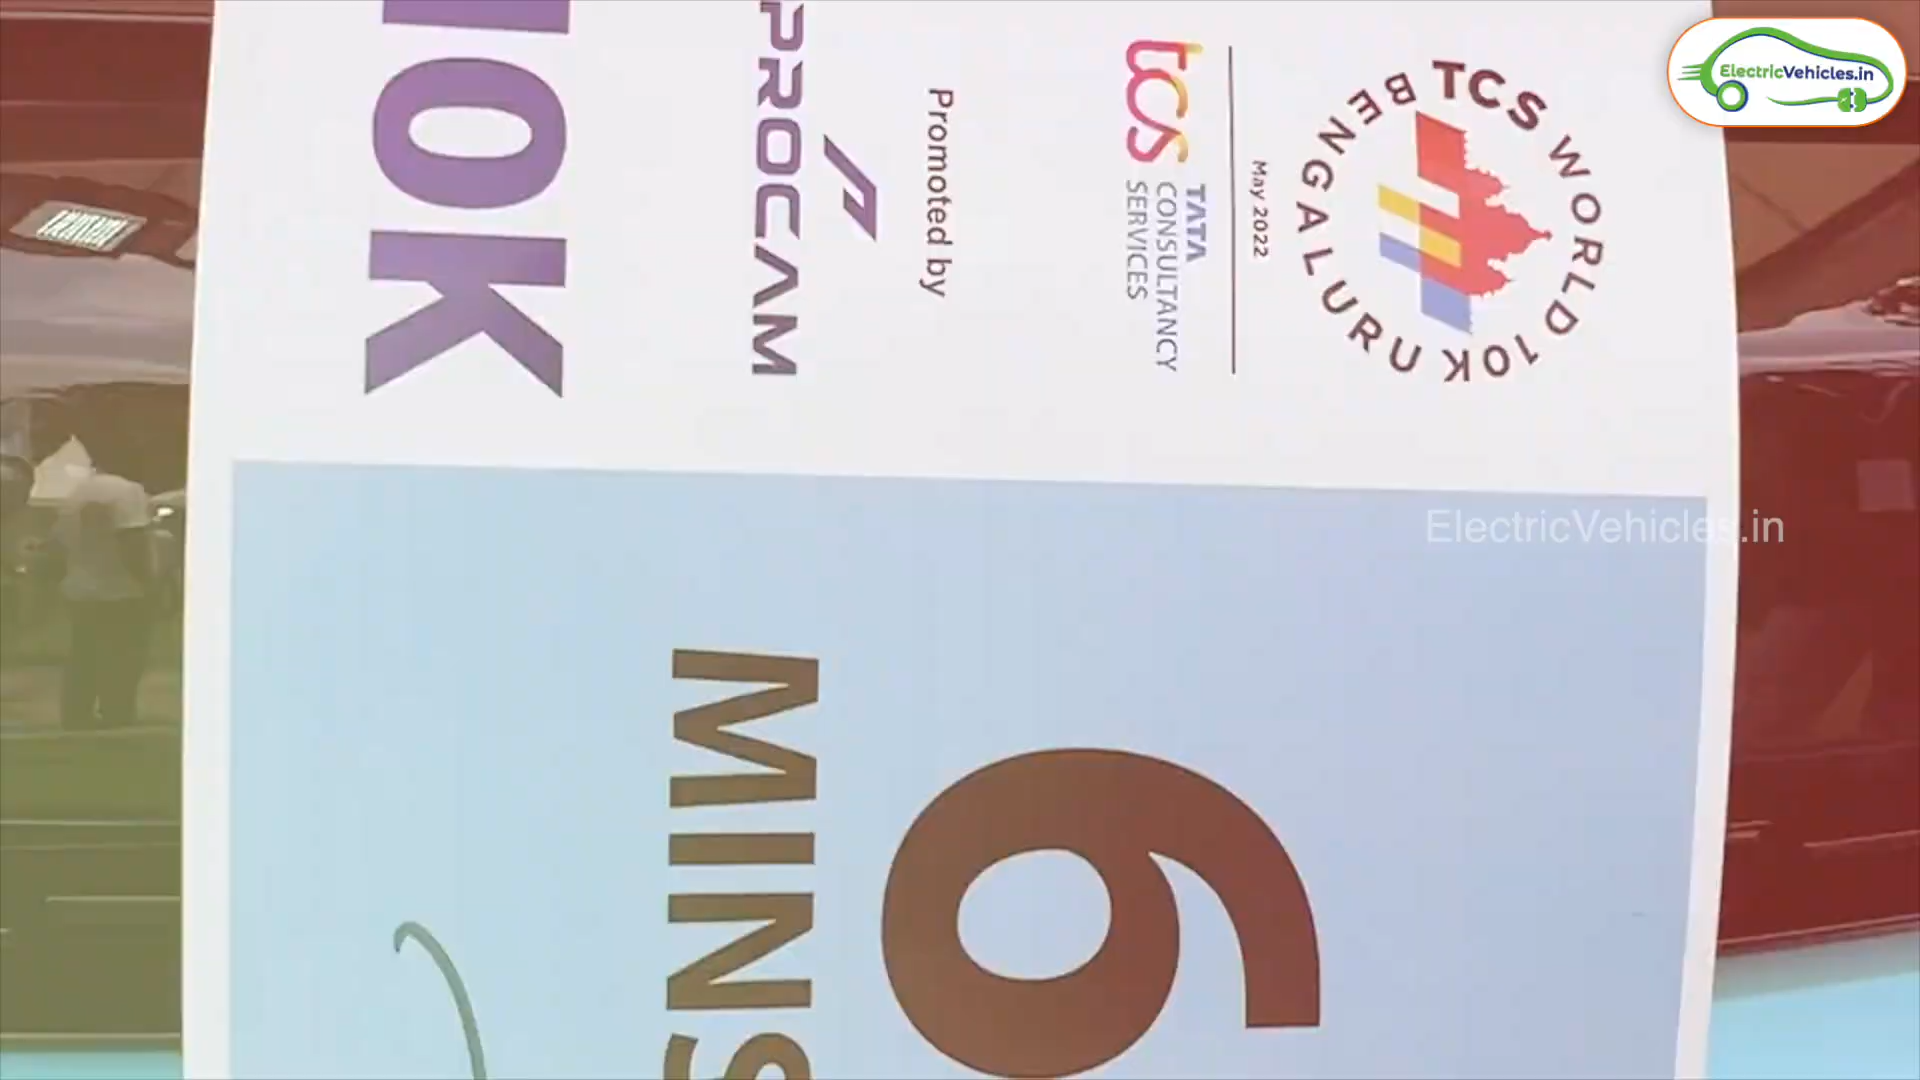 TCS WORLD 10K BENGALURU
May 2022
tcs
TATA
CONSULTANCY
SERVICES
Promoted by
PROCAM
10K
6
MINS
ElectricVehicles.in
ElectricVehicles.in